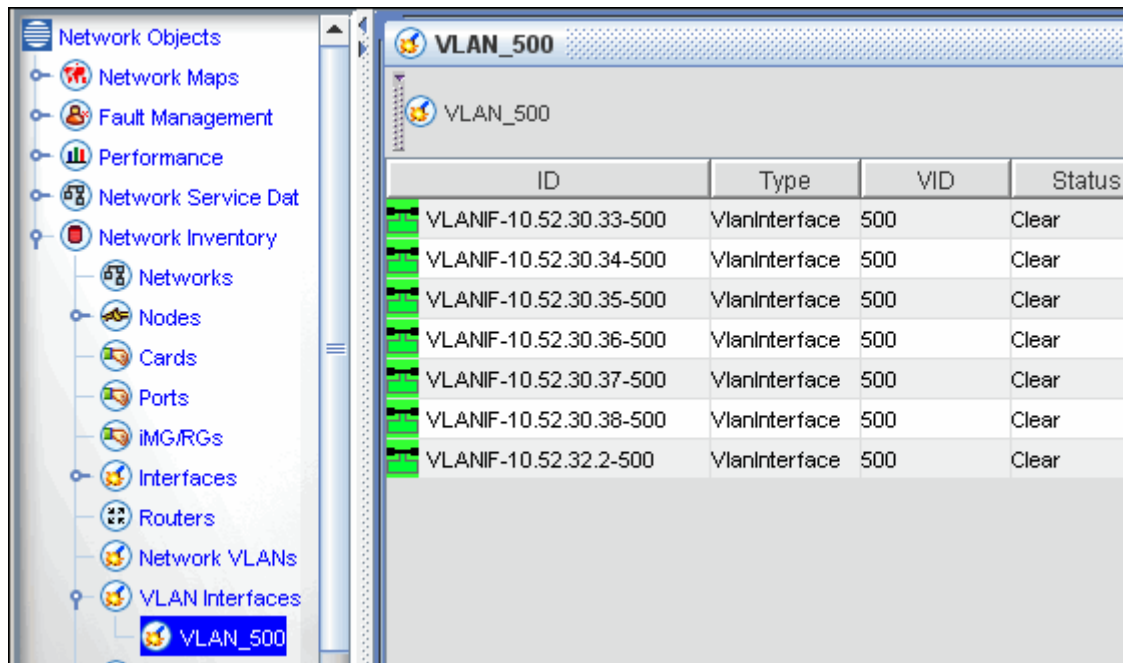 Network Objects
Network Maps
Fault Management
Performance
Network Service Dat
Network Inventory
Networks
Nodes
Cards
Ports
iMG/RGs
Interfaces
Routers
Network VLANs
VLAN Interfaces
VLAN_500
VLAN_500
VLAN_500
ID Type VID Status
VLANIF-10.52.30.33-500 VlanInterface 500 Clear
VLANIF-10.52.30.34-500 VlanInterface 500 Clear
VLANIF-10.52.30.35-500 VlanInterface 500 Clear
VLANIF-10.52.30.36-500 VlanInterface 500 Clear
VLANIF-10.52.30.37-500 VlanInterface 500 Clear
VLANIF-10.52.30.38-500 VlanInterface 500 Clear
VLANIF-10.52.32.2-500 VlanInterface 500 Clear